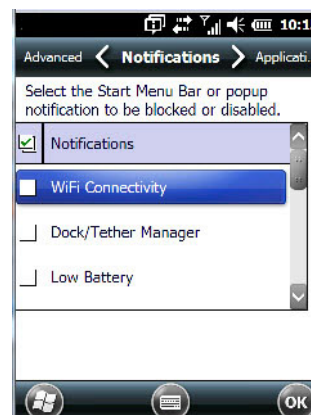 10:1
Advanced Notifications Applicati.
Select the Start Menu Bar or popup
notification to be blocked or disabled.
Notifications
WiFi Connectivity
Dock/Tether Manager
Low Battery
OK